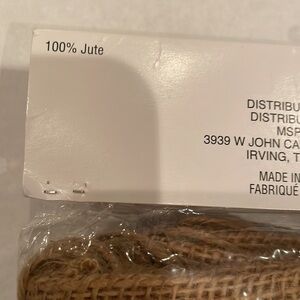 100% Jute
DISTRIBU
DISTRIBU
MSP
3939 W JOHN CA
IRVING, T
MADE IN
FABRIQUÉ